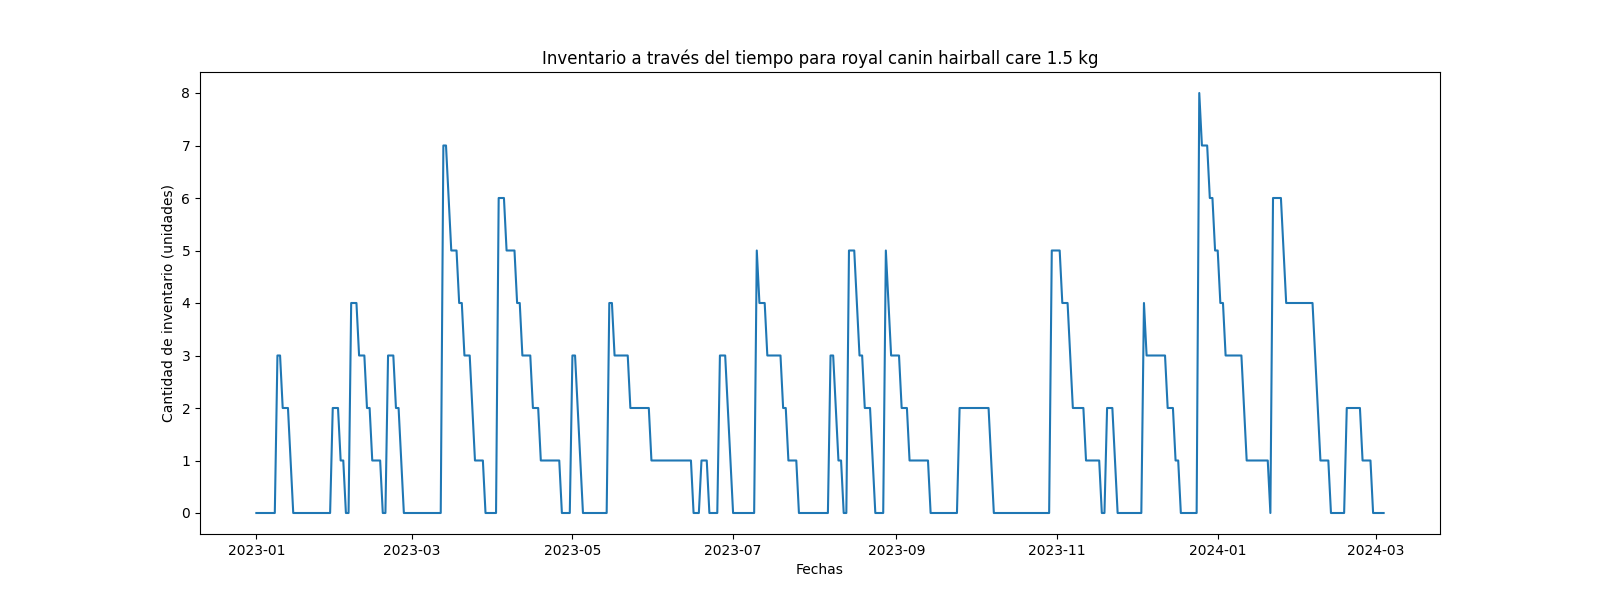 Inventario a través del tiempo para royal canin hairball care 1.5 kg
Cantidad de inventario (unidades)
8
7
6
5
4
3
2
1
0
2023-01 2023-03 2023-05 2023-07 2023-09 2023-11 2024-01 2024-03
Fechas